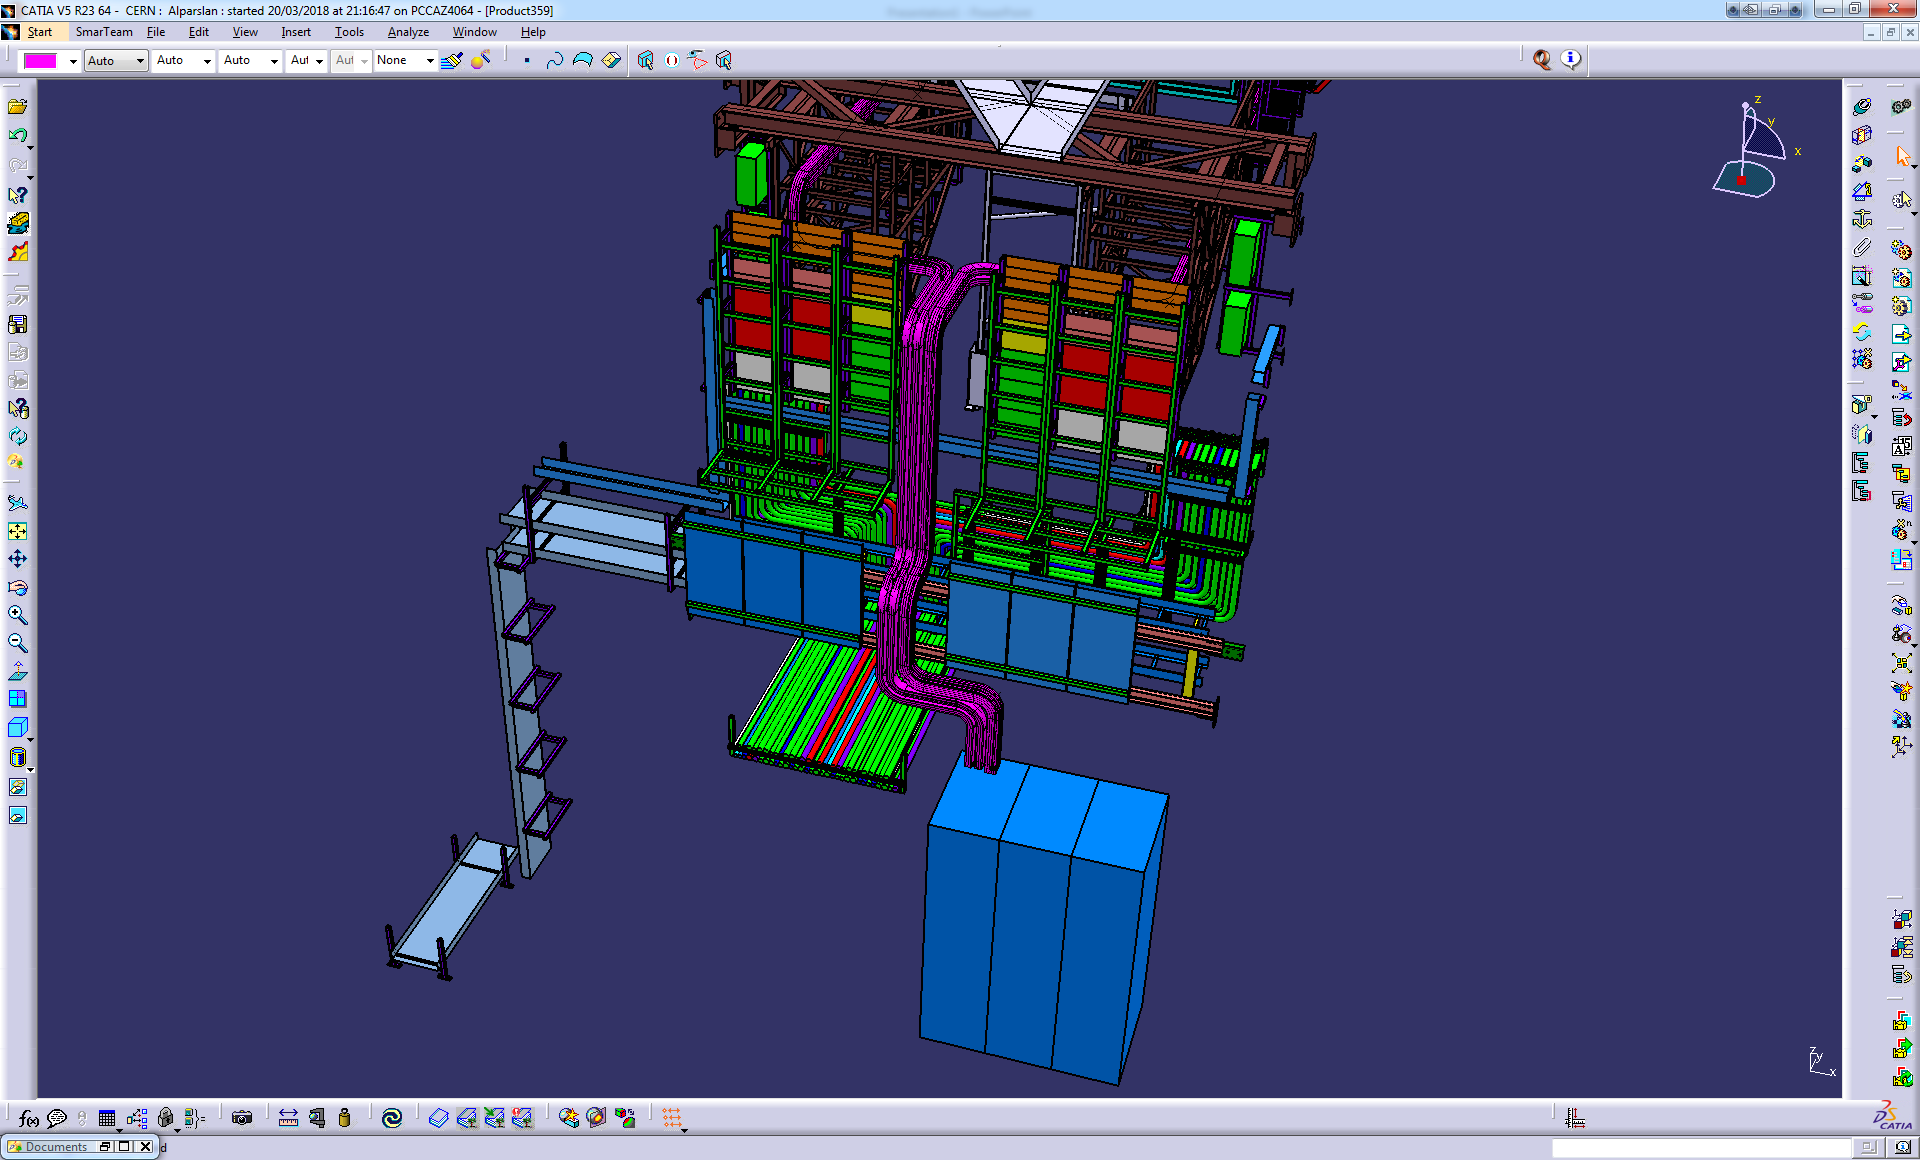 CATIA V5 R23 64 - CERN : Alparslan : started 20/03/2018 at 21:16:47 on PCCAZ4064 - [Product359]
Start SmarTeam File Edit View Insert Tools Analyze Window Help
Auto Auto Auto Aut Aut None
z
y
x
z
y
x
f(x)
DS
CATIA
Documents d